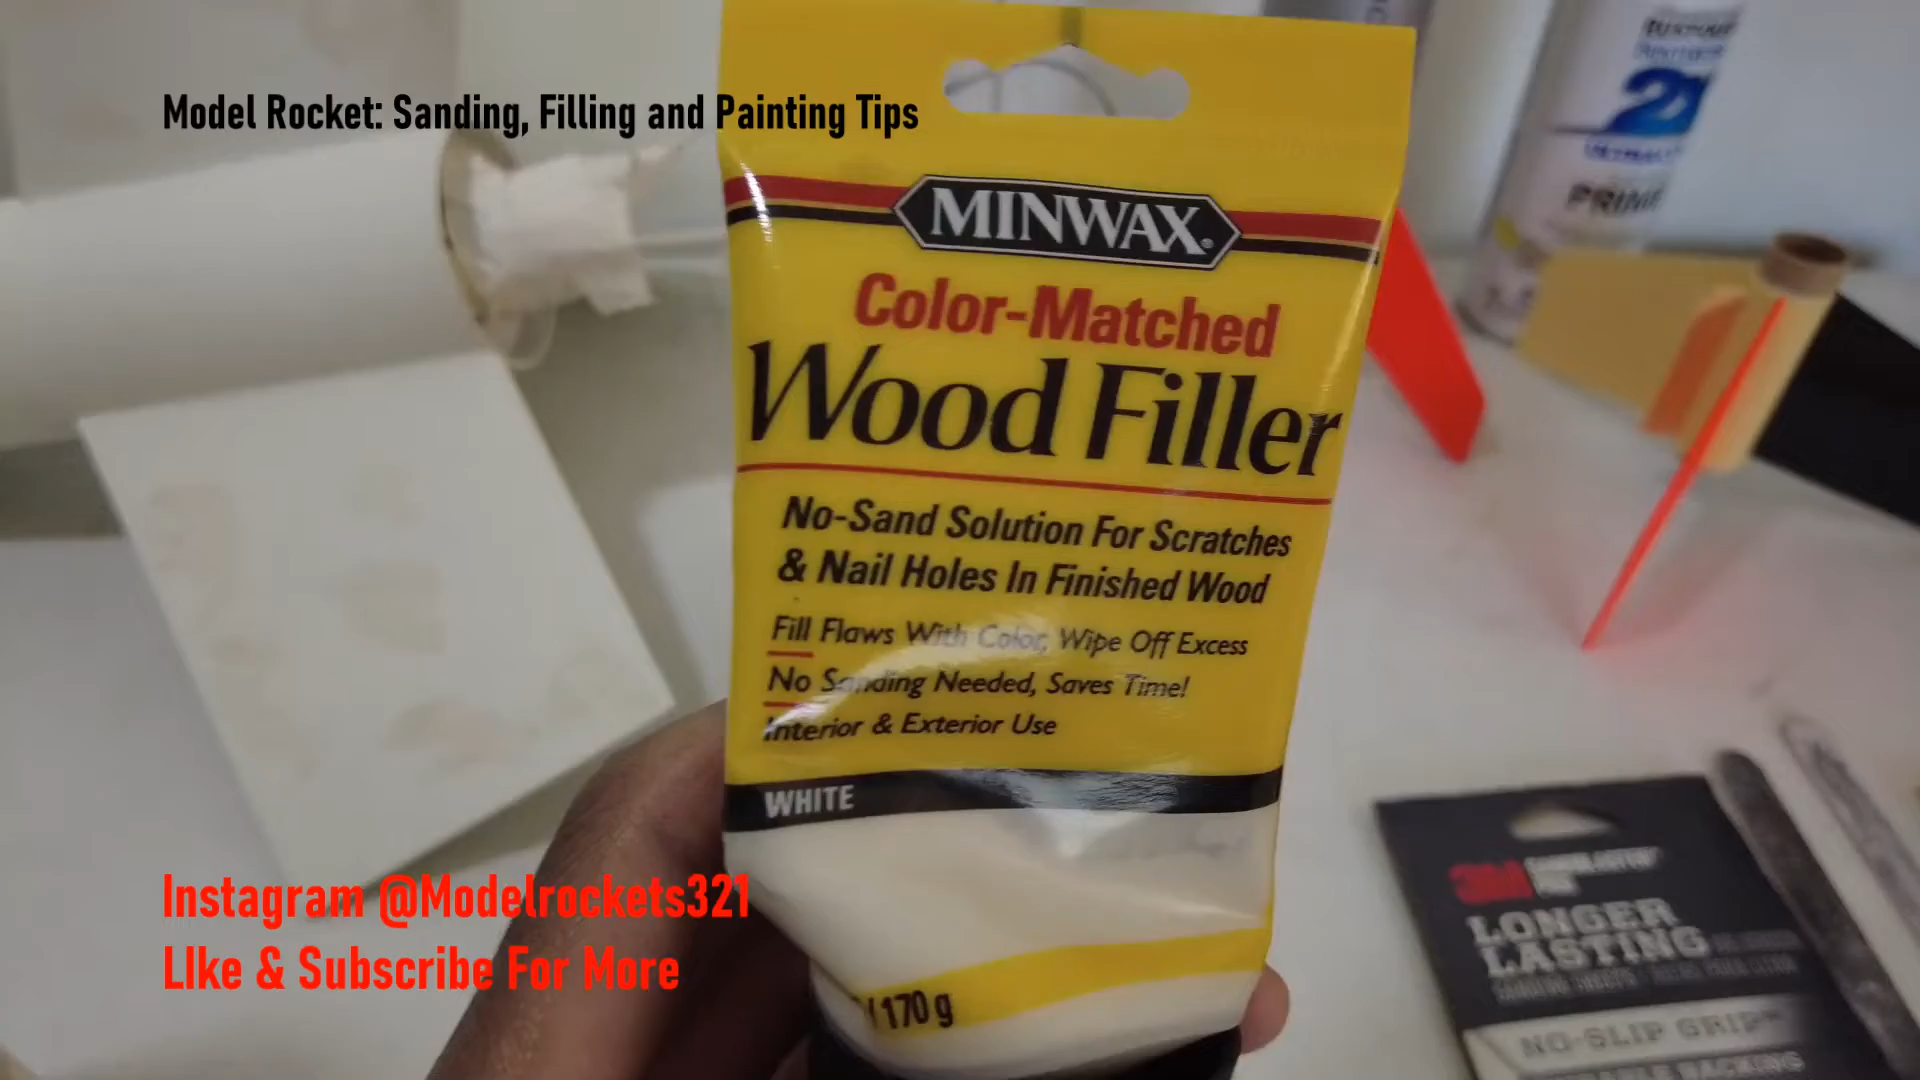 Model Rocket: Sanding, Filling and Painting Tips
MINWAX®
Color-Matched
Wood Filler
No-Sand Solution For Scratches
& Nail Holes In Finished Wood
Fill Flaws With Color, Wipe Off Excess
No Sanding Needed, Saves Time!
Interior & Exterior Use
WHITE
/170 g
Instagram @Modelrockets321
LIke & Subscribe For More
2X
PRIME
3M
LONGER
LASTING
NO-SLIP GRIP
BACKING